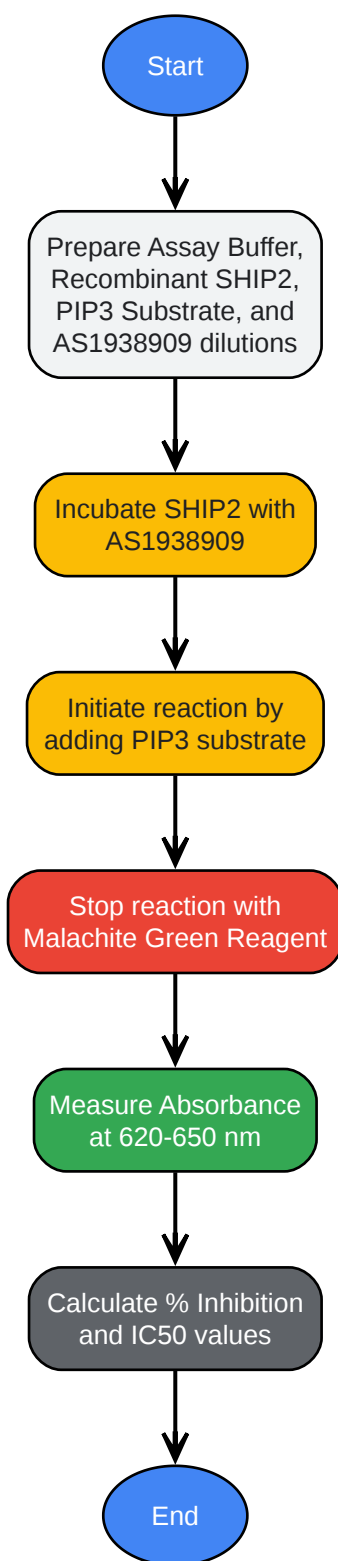 Start
Prepare Assay Buffer,
Recombinant SHIP2,
PIP3 Substrate, and
AS1938909 dilutions
Incubate SHIP2 with
AS1938909
Initiate reaction by
adding PIP3 substrate
Stop reaction with
Malachite Green Reagent
Measure Absorbance
at 620-650 nm
Calculate % Inhibition
and IC50 values
End